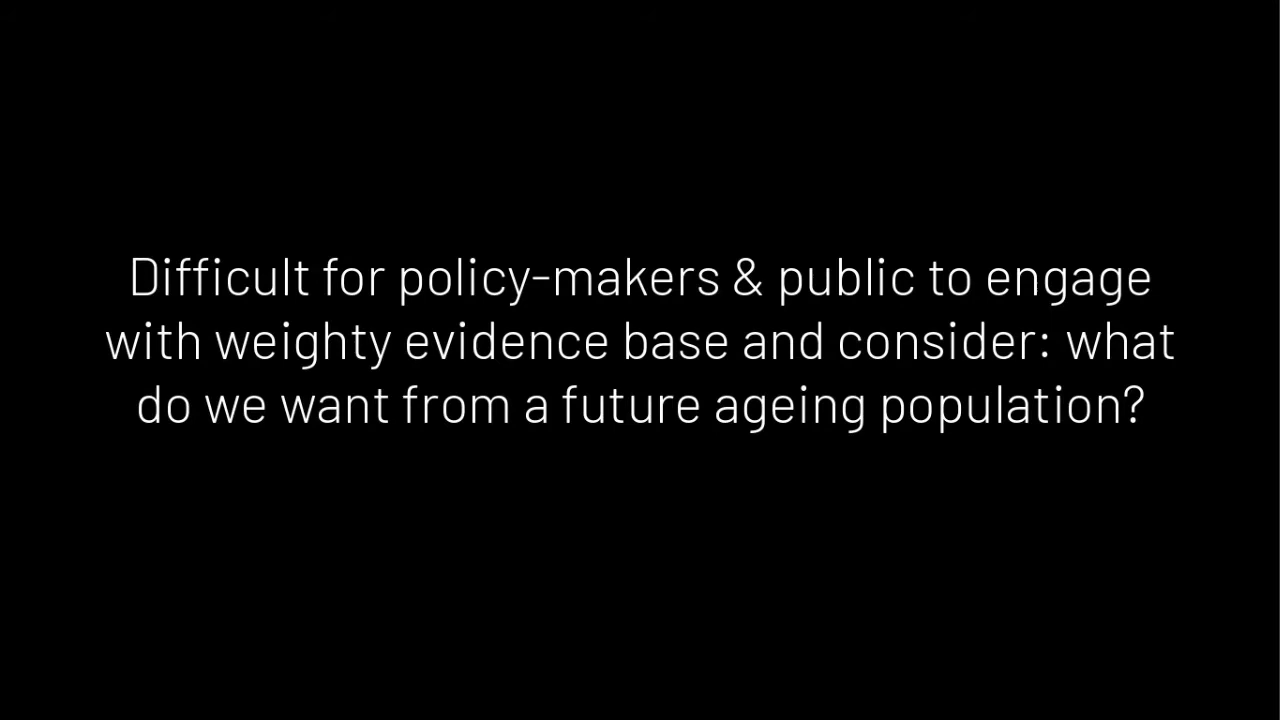 Difficult for policy-makers & public to engage
with weighty evidence base and consider: what
do we want from a future ageing population?